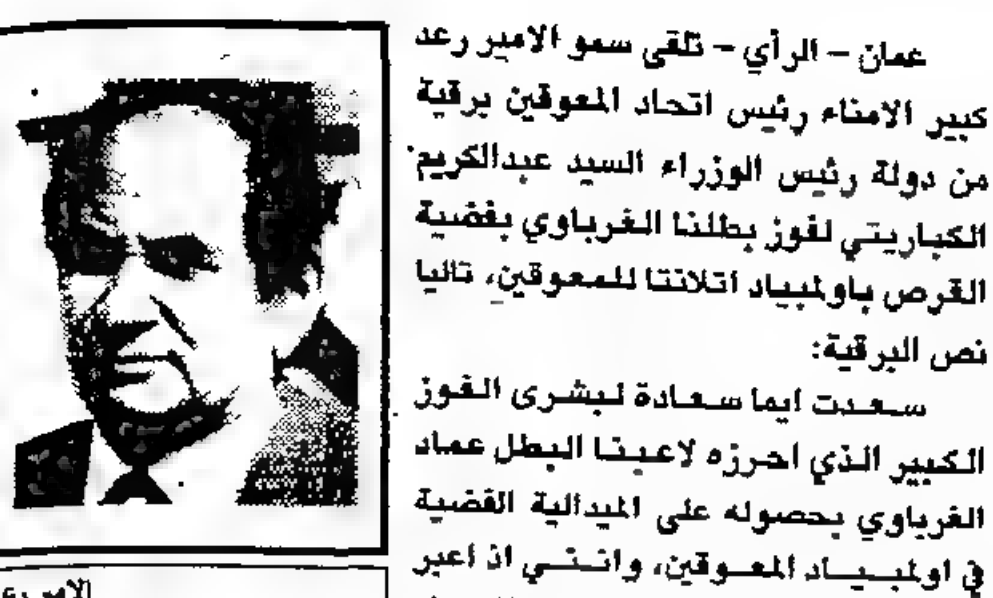 عمان - الرأي - تلقى سمو الامير رعد
كبير الامناء رئيس اتحاد المعوقين برقية
من دولة رئيس الوزراء السيد عبدالكريم
الكباريتي لفوز بطلنا الغرباوي بفضية
القرص باولمبياد اتلانتا للمعوقين، تاليا
نص البرقية:
سعدت ايما سعادة لبشرى الفوز
الكبير الذي احرزه لاعبنا البطل عماد
الغرباوي بحصوله على الميدالية الفضية
في اولمبياد المعوقين، وانني اذ اعبر
الامير